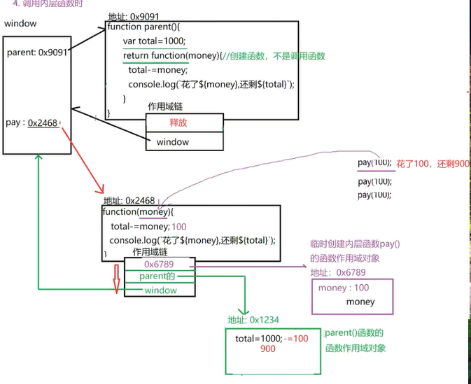 4. 调用内层函数时
window
地址: 0x9091
function parent(){
parent: 0x9091
var total=1000;
return function(money){//创建函数，不是调用函数
total-=money;
console.log(`花了${money},还剩${total}`);
}
}
作用域链
释放
window
pay : 0x2468
pay(100); 花了100，还剩900
pay(100);
pay(100);
地址: 0x2468
function(money){
total-=money;100
console.log(`花了${money},还剩${total}`);
}
作用域链
0x6789
parent的
window
临时创建内层函数pay()
的函数作用域对象
地址：0x6789
money : 100
money
地址: 0x1234
total=1000; -=100
900
parent()函数的
函数作用域对象